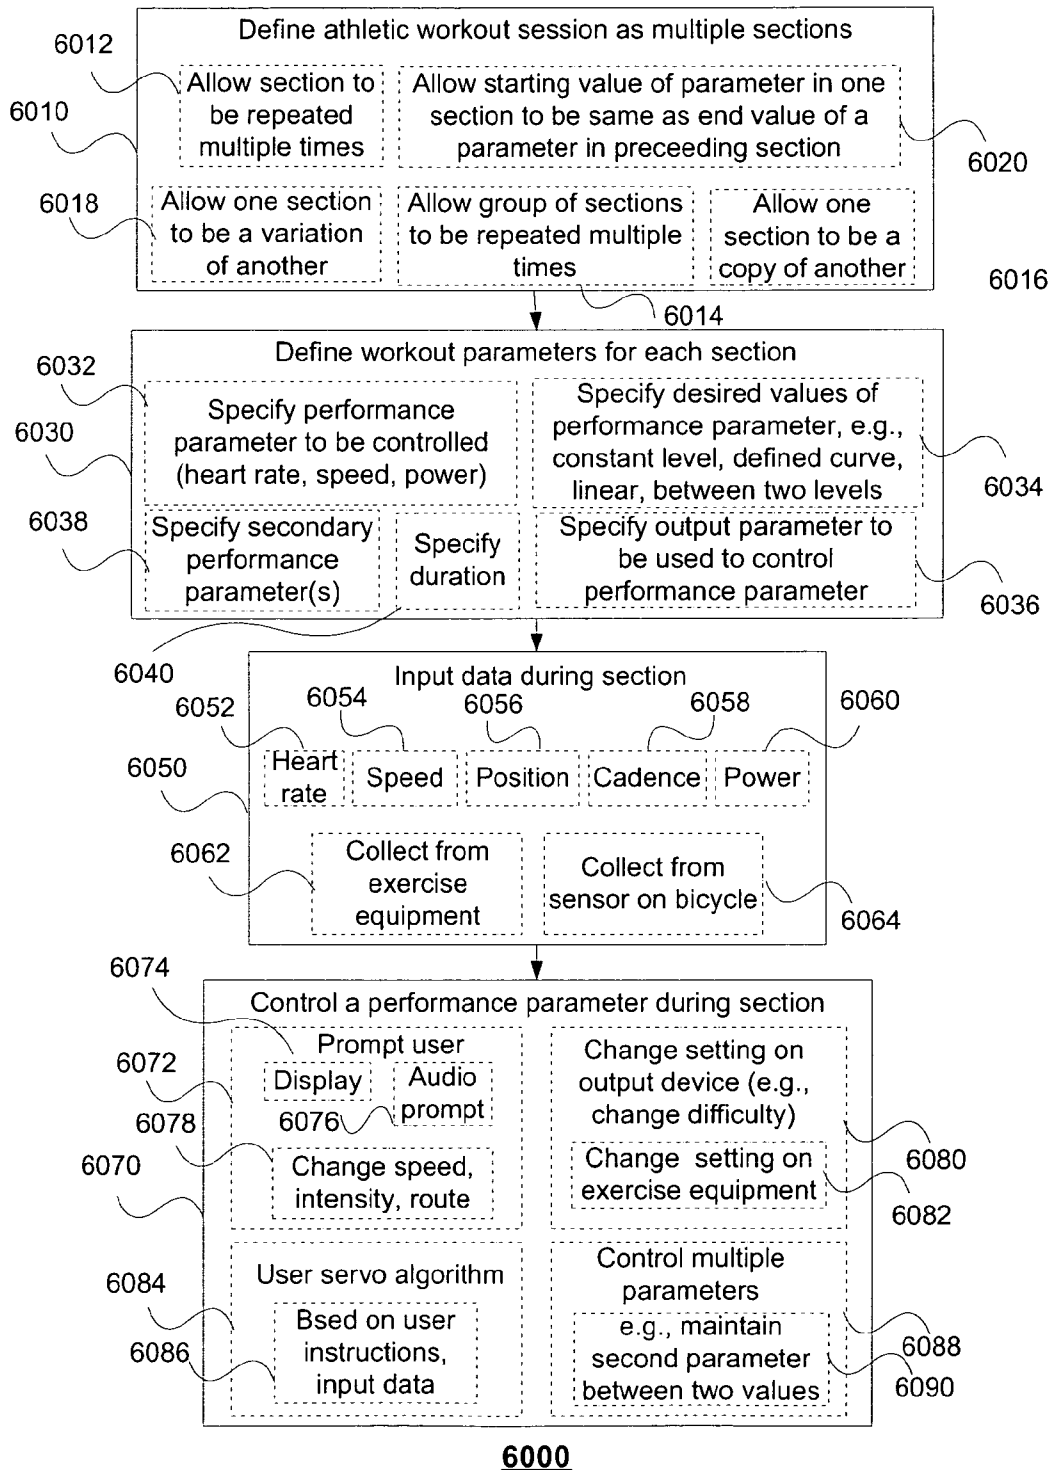 Define athletic workout session as multiple sections
6012
Allow section to
be repeated
multiple times
Allow starting value of parameter in one
section to be same as end value of a
parameter in preceeding section
6010
6020
6018
Allow one section
to be a variation
of another
Allow group of sections
to be repeated multiple
times
Allow one
section to be a
copy of another
6016
6014
Define workout parameters for each section
6032
Specify performance
parameter to be controlled
(heart rate, speed, power)
Specify desired values of
performance parameter, e.g.,
constant level, defined curve,
linear, between two levels
6030
6034
6038
Specify secondary
performance
parameter(s)
Specify
duration
Specify output parameter to
be used to control
performance parameter
6036
6040
Input data during section
6052
6054
6056
6058
6060
6050
Heart
rate
Speed
Position
Cadence
Power
6062
Collect from
exercise
equipment
Collect from
sensor on bicycle
6064
6074
Control a performance parameter during section
6072
Prompt user
Display
Audio
prompt
6076
6078
Change speed,
intensity, route
6070
Change setting on
output device (e.g.,
change difficulty)
6080
Change setting on
exercise equipment
6082
6084
User servo algorithm
6086
Bsed on user
instructions,
input data
Control multiple
parameters
6088
e.g., maintain
second parameter
between two values
6090
6000